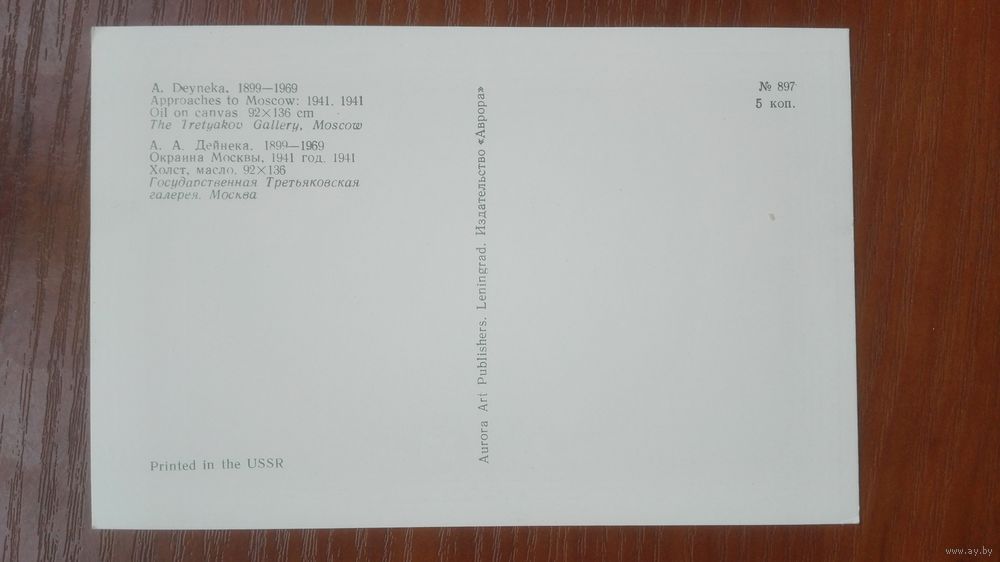 A. Deyneka. 1899—1969
Approaches to Moscow: 1941. 1941
Oil on canvas. 92×136 cm
The Tretyakov Gallery, Moscow
А. А. Дейнека. 1899—1969
Окраина Москвы, 1941 год. 1941
Холст, масло. 92×136
Государственная Третьяковская
галерея. Москва
Printed in the USSR
Aurora Art Publishers. Leningrad. Издательство «Аврора»
№ 897
5 коп.
www.ay.by